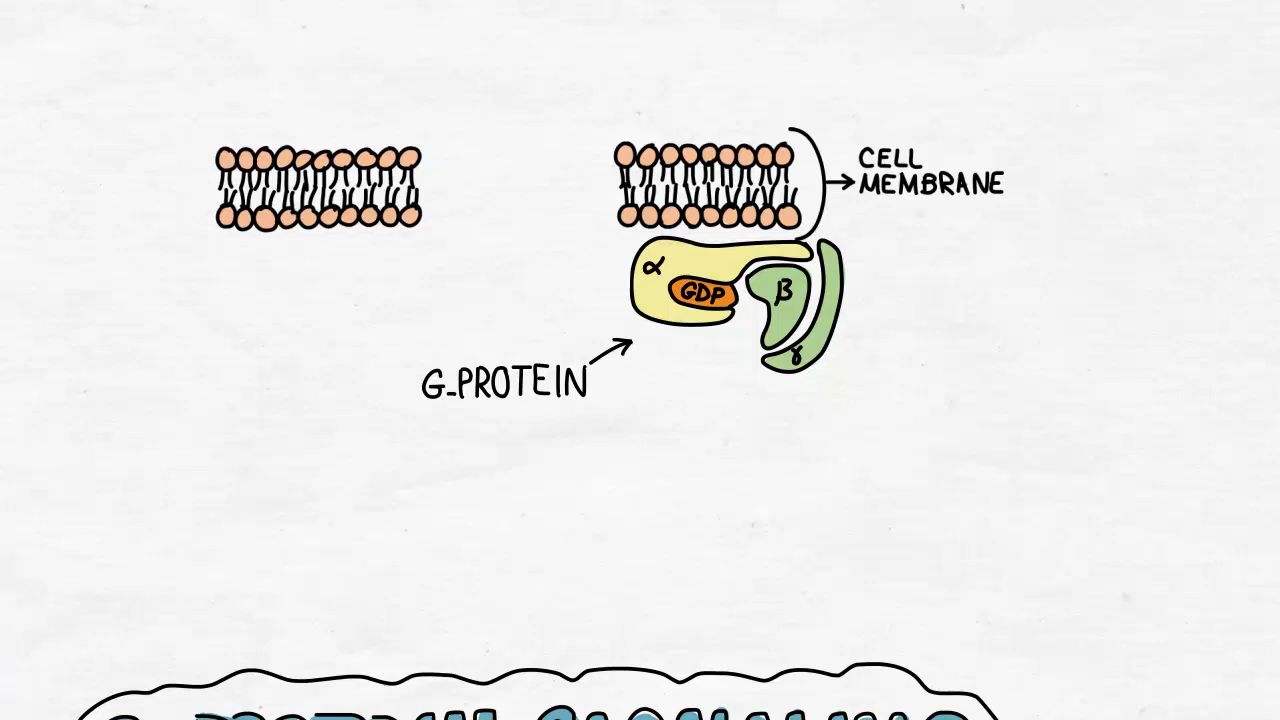 CELL
MEMBRANE
α
GDP
β
γ
G-PROTEIN